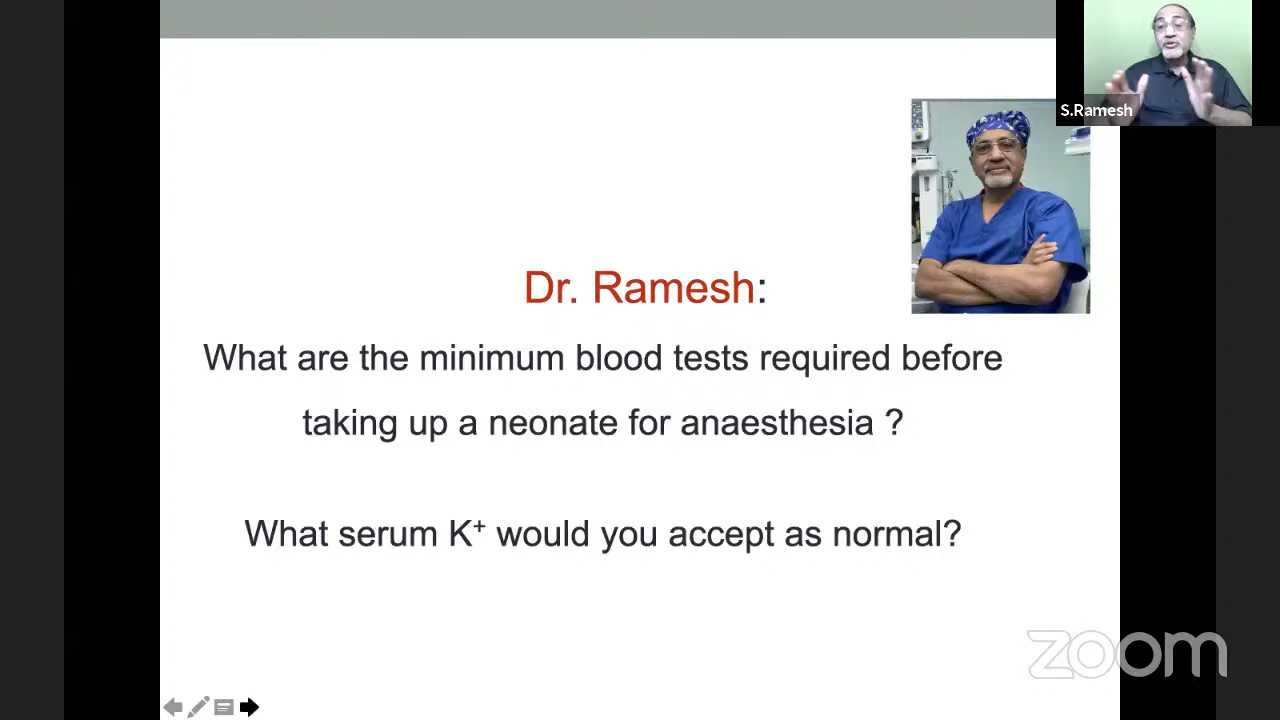 S.Ramesh
Dr. Ramesh:
What are the minimum blood tests required before
taking up a neonate for anaesthesia ?
What serum K⁺ would you accept as normal?
zoom